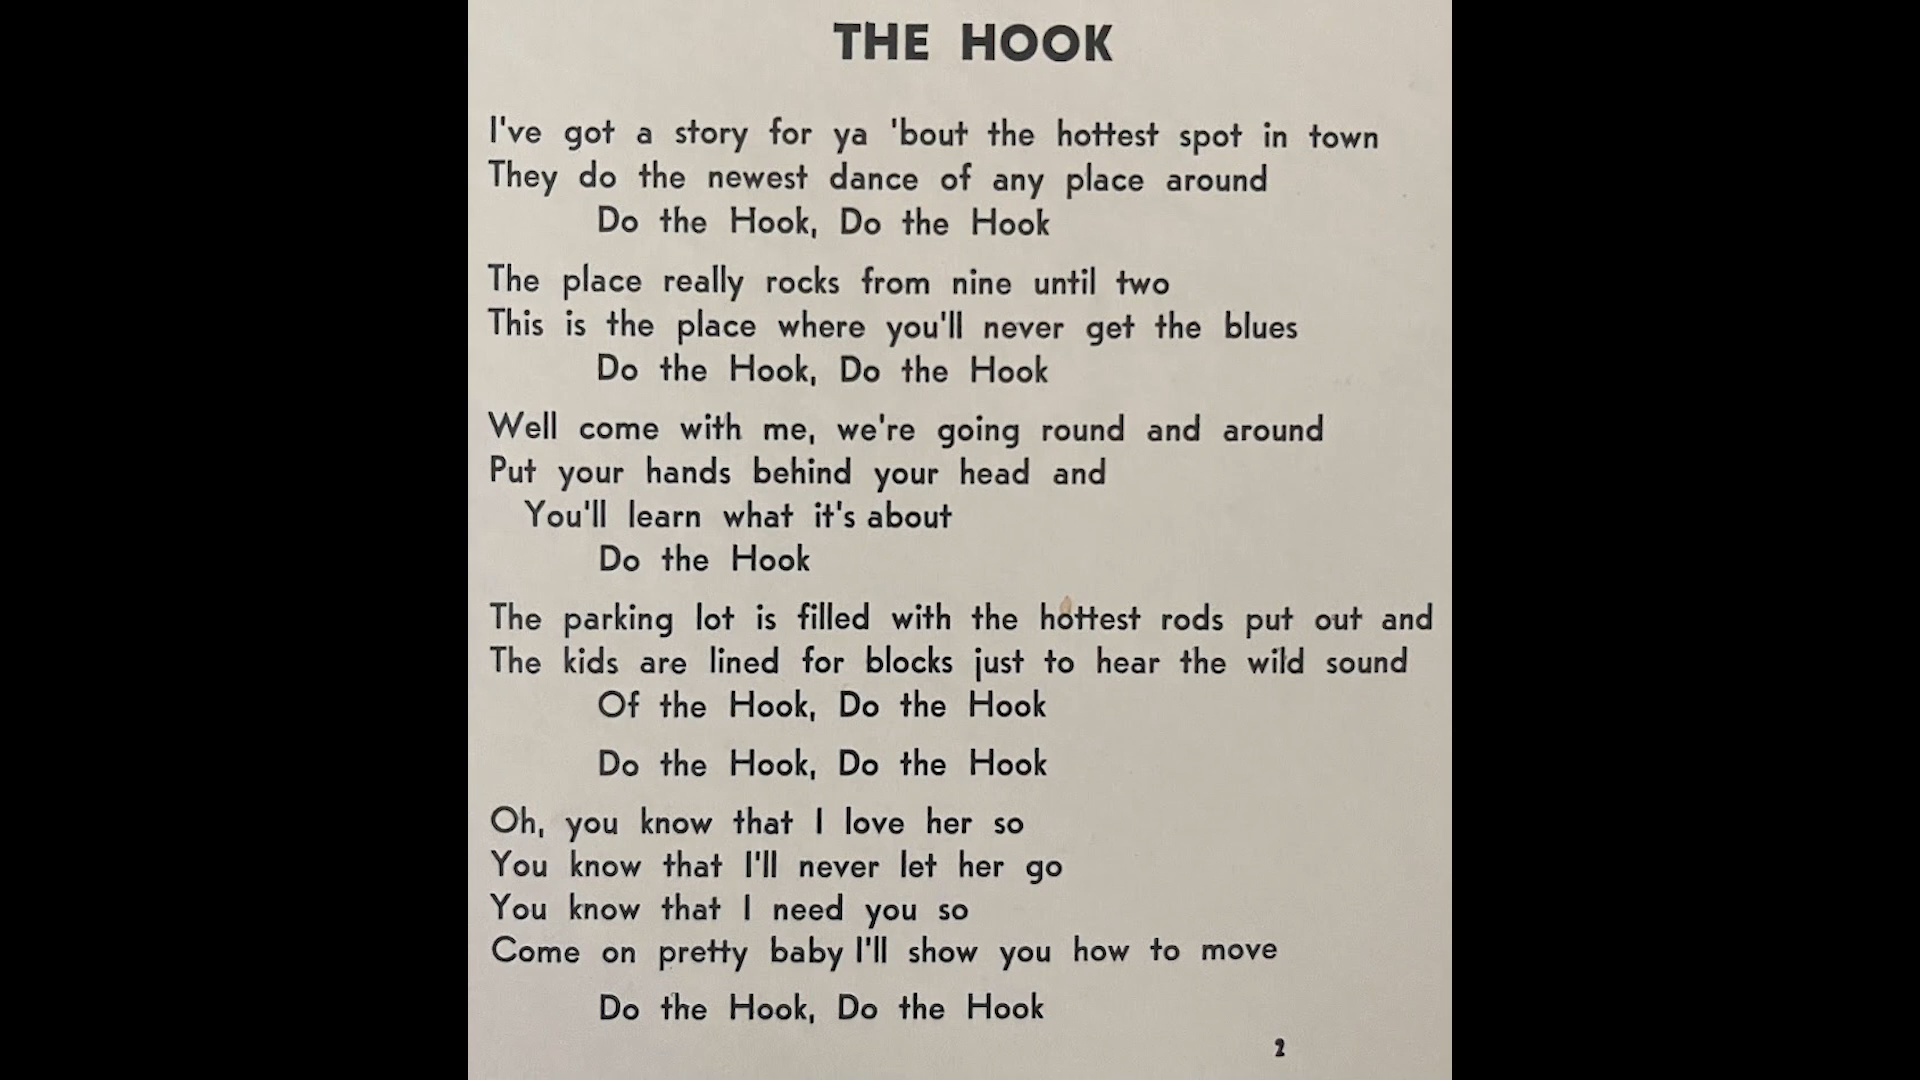 THE HOOK
I've got a story for ya 'bout the hottest spot in town
They do the newest dance of any place around
Do the Hook, Do the Hook
The place really rocks from nine until two
This is the place where you'll never get the blues
Do the Hook, Do the Hook
Well come with me, we're going round and around
Put your hands behind your head and
You'll learn what it's about
Do the Hook
The parking lot is filled with the hottest rods put out and
The kids are lined for blocks just to hear the wild sound
Of the Hook, Do the Hook
Do the Hook, Do the Hook
Oh, you know that I love her so
You know that I'll never let her go
You know that I need you so
Come on pretty baby I'll show you how to move
Do the Hook, Do the Hook
2